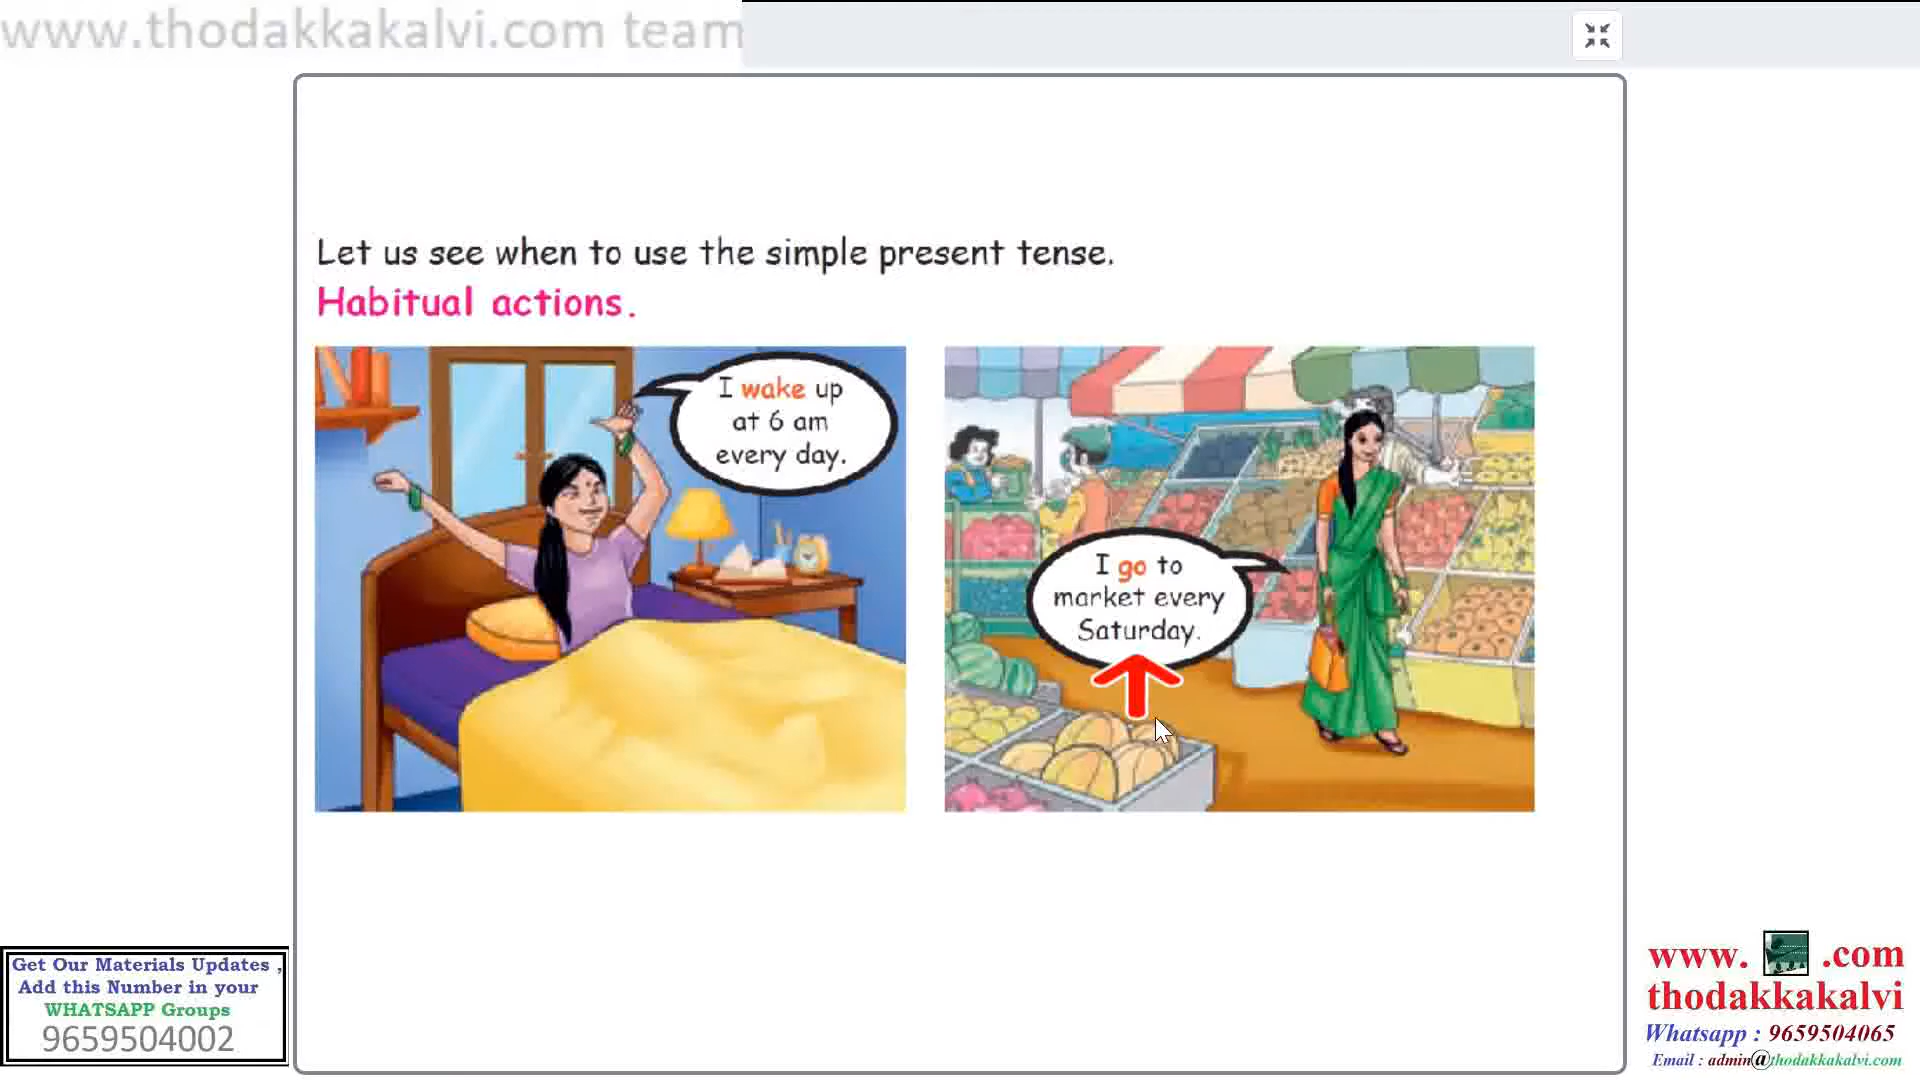 www.thodakkakalvi.com team
Let us see when to use the simple present tense.
Habitual actions.
I wake up
at 6 am
every day.
I go to
market every
Saturday.
Get Our Materials Updates ,
Add this Number in your
WHATSAPP Groups
9659504002
www. .com
thodakkakalvi
Whatsapp : 9659504065
Email : admin@thodakkakalvi.com